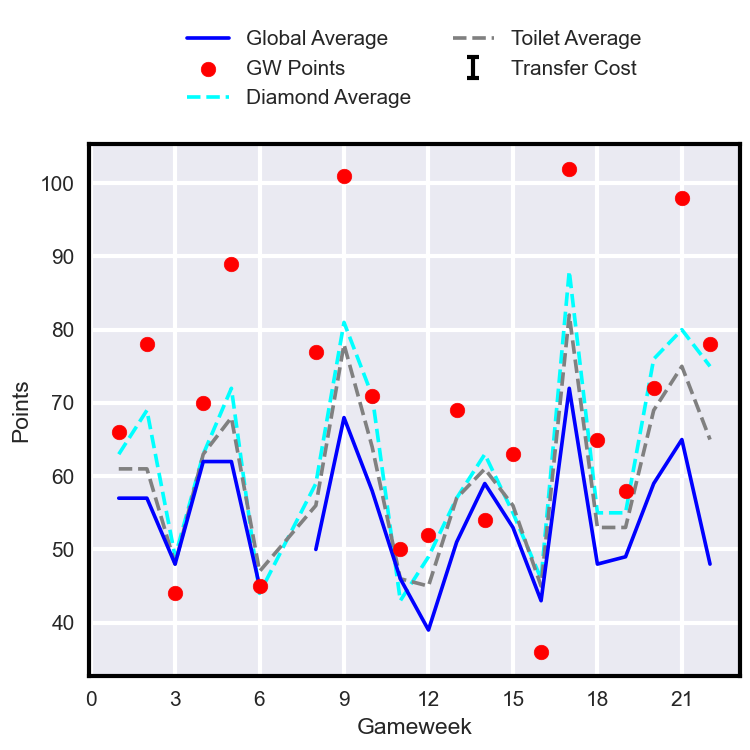 Global Average
GW Points
Diamond Average
Toilet Average
Transfer Cost
Points
100
90
80
70
60
50
40
0 3 6 9 12 15 18 21
Gameweek